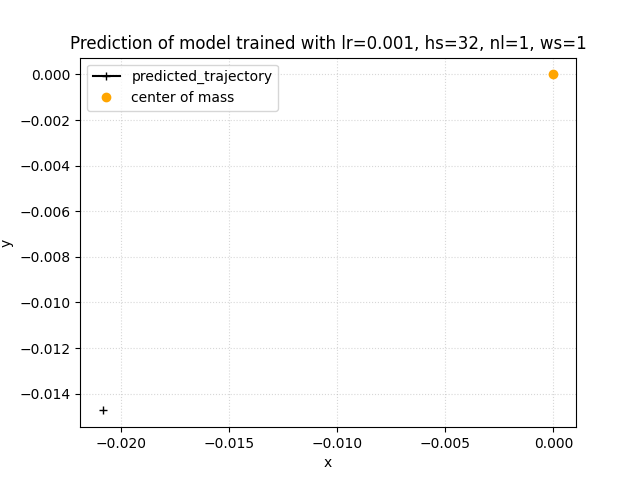 Prediction of model trained with lr=0.001, hs=32, nl=1, ws=1
predicted_trajectory
center of mass
0.000
−0.002
−0.004
−0.006
−0.008
−0.010
−0.012
−0.014
y
−0.020
−0.015
−0.010
−0.005
0.000
x